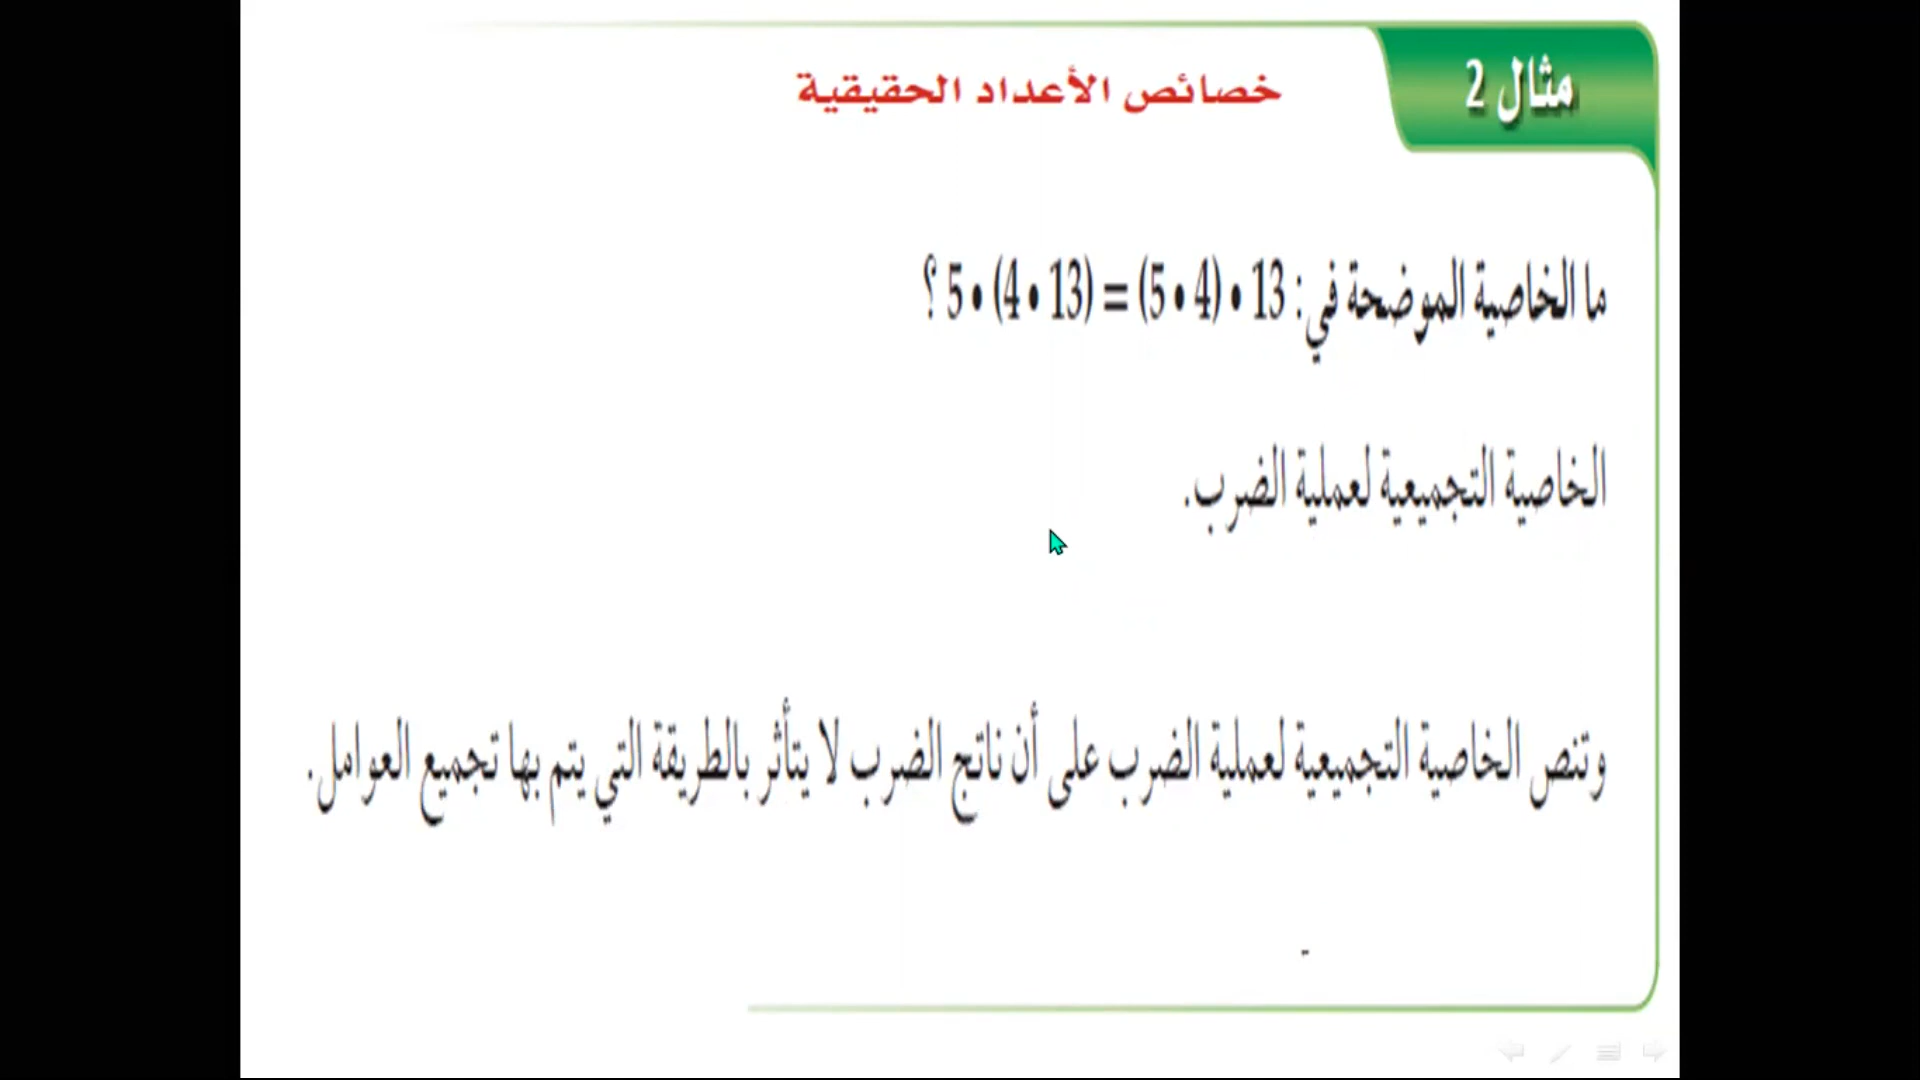 مثال 2
خصائص الأعداد الحقيقية
ما الخاصية الموضحة في: 5 • (4 • 13) = (5 • 4) • 13 ؟
الخاصية التجميعية لعملية الضرب.
وتنص الخاصية التجميعية لعملية الضرب على أن ناتج الضرب لا يتأثر بالطريقة التي يتم بها تجميع العوامل.